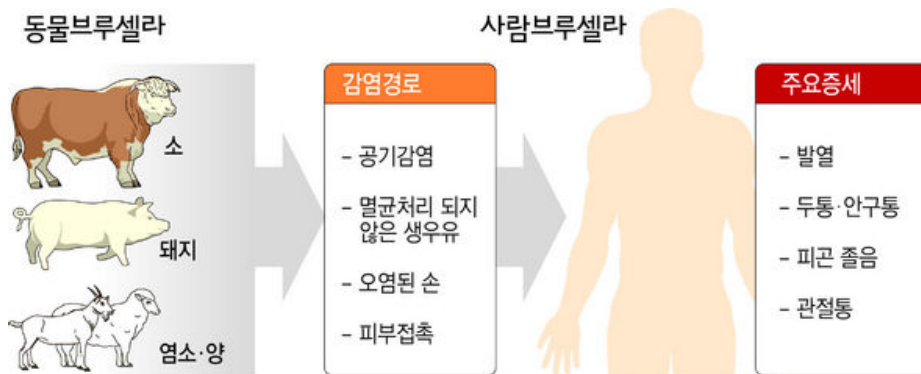 동물브루셀라
사람브루셀라
소
돼지
염소·양
감염경로
– 공기감염
– 멸균처리 되지
않은 생우유
– 오염된 손
– 피부접촉
주요증세
– 발열
– 두통·안구통
– 피곤 졸음
– 관절통